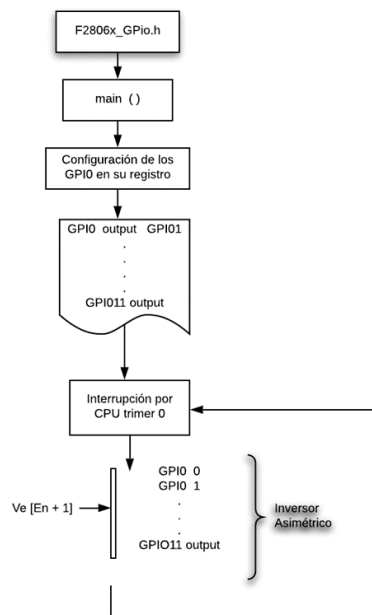 F2806x_GPio.h
main ( )
Configuración de los
GPI0 en su registro
GPI0 output GPI01
.
.
.
.
GPI011 output
Interrupción por
CPU trimer 0
GPI0 0
GPI0 1
.
.
.
GPIO11 output
Ve [En + 1]
Inversor
Asimétrico